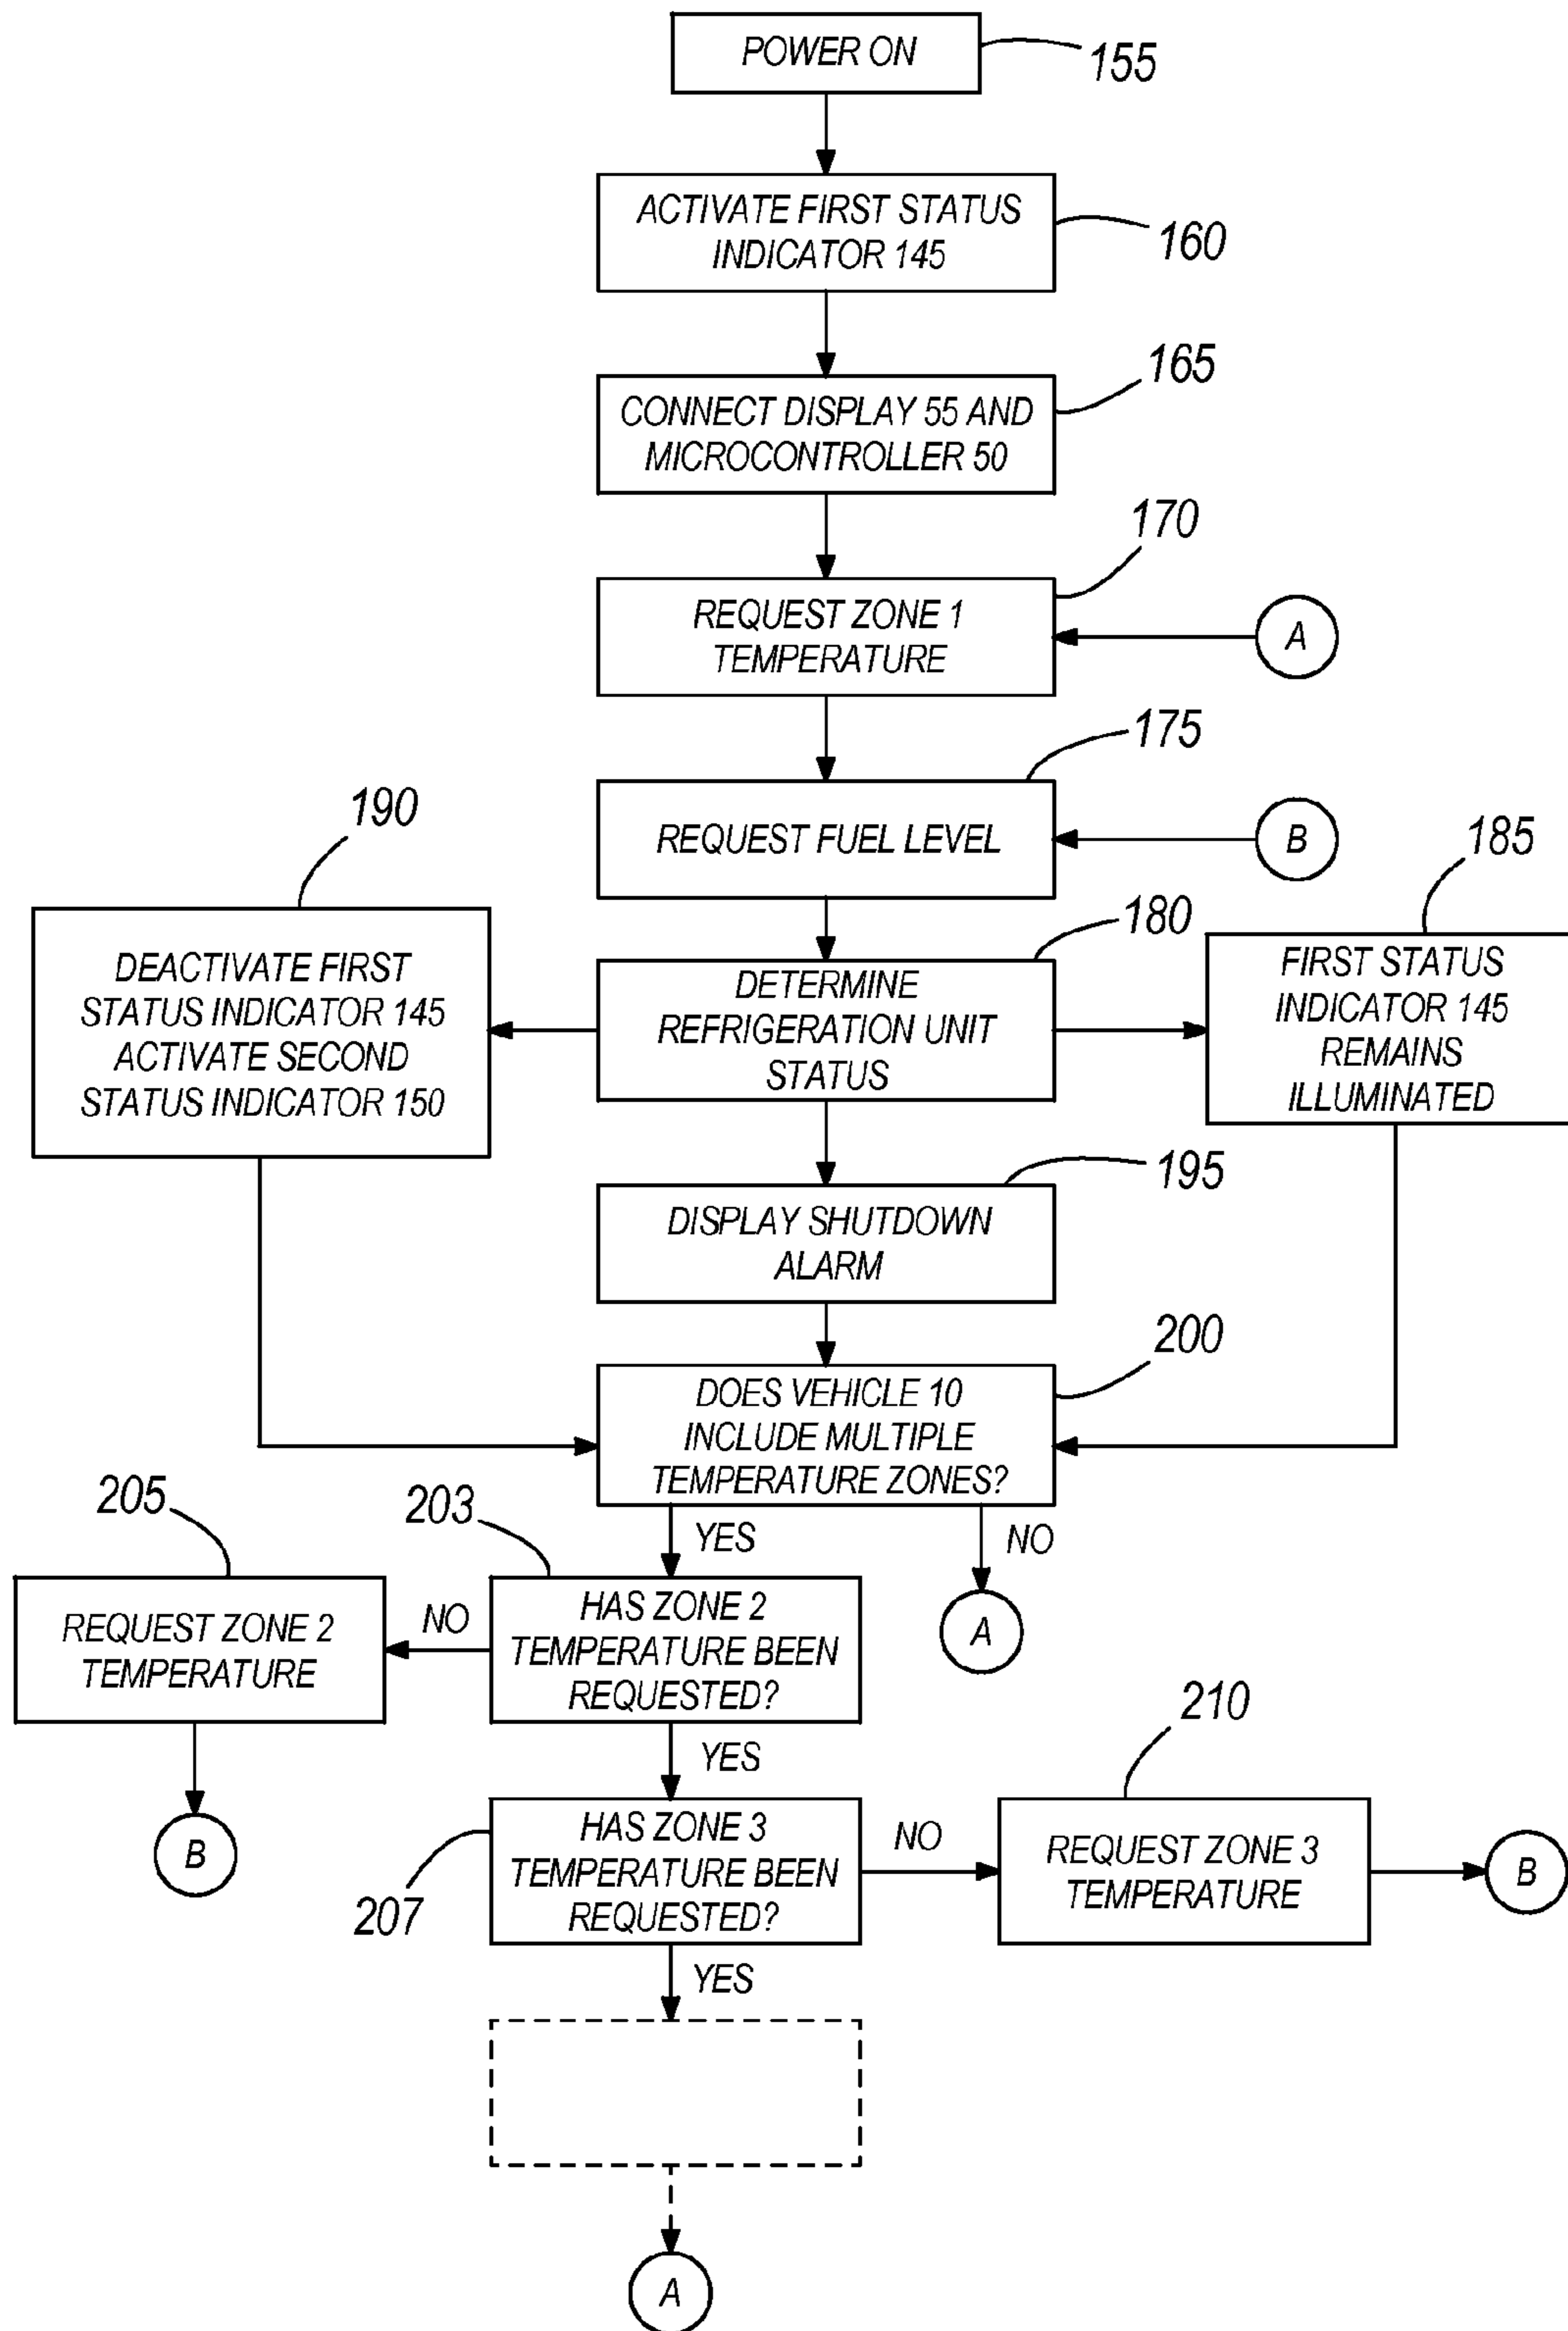 POWER ON
155
ACTIVATE FIRST STATUS
INDICATOR 145
160
165
CONNECT DISPLAY 55 AND
MICROCONTROLLER 50
170
REQUEST ZONE 1
TEMPERATURE
A
175
REQUEST FUEL LEVEL
B
190
185
180
DEACTIVATE FIRST
STATUS INDICATOR 145
ACTIVATE SECOND
STATUS INDICATOR 150
DETERMINE
REFRIGERATION UNIT
STATUS
FIRST STATUS
INDICATOR 145
REMAINS
ILLUMINATED
195
DISPLAY SHUTDOWN
ALARM
200
DOES VEHICLE 10
INCLUDE MULTIPLE
TEMPERATURE ZONES?
205
203
YES
NO
REQUEST ZONE 2
TEMPERATURE
NO
HAS ZONE 2
TEMPERATURE BEEN
REQUESTED?
A
210
YES
B
207
HAS ZONE 3
TEMPERATURE BEEN
REQUESTED?
NO
REQUEST ZONE 3
TEMPERATURE
B
YES
A